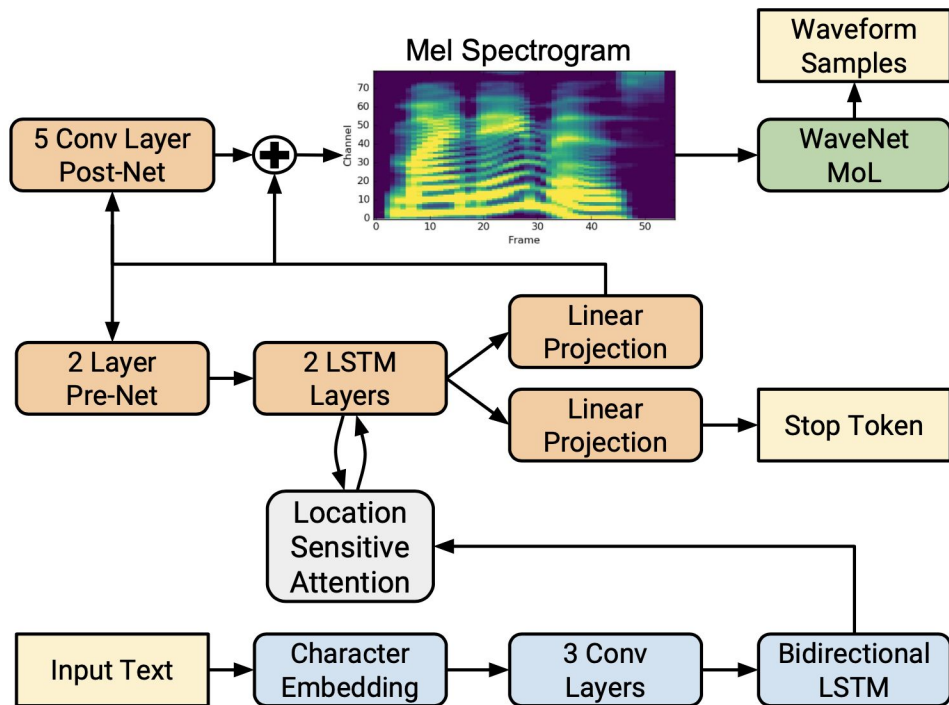 Waveform
Samples
Mel Spectrogram
5 Conv Layer
Post-Net
WaveNet
MoL
Channel
70
60
50
40
30
20
10
0
0 10 20 30 40 50
Frame
2 Layer
Pre-Net
2 LSTM
Layers
Linear
Projection
Linear
Projection
Stop Token
Location
Sensitive
Attention
Input Text
Character
Embedding
3 Conv
Layers
Bidirectional
LSTM